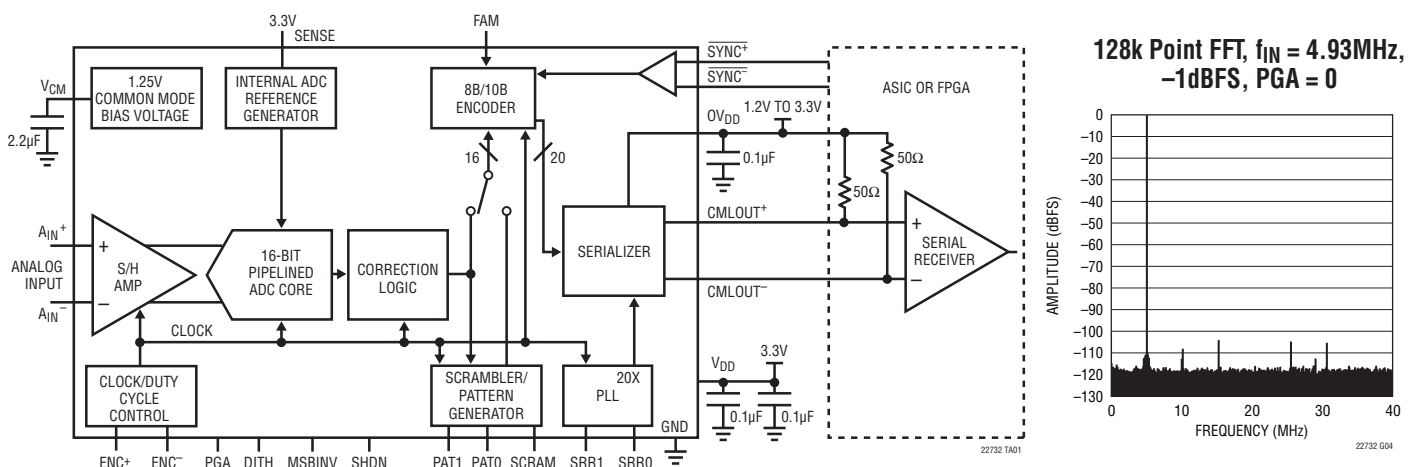 3.3V
SENSE
FAM
SYNC+
SYNC–
ASIC OR FPGA
VCM
2.2µF
1.25V
COMMON MODE
BIAS VOLTAGE
INTERNAL ADC
REFERENCE
GENERATOR
8B/10B
ENCODER
16
20
OVDD
1.2V TO 3.3V
0.1µF
50Ω
50Ω
AIN+
ANALOG
INPUT
AIN–
+
–
S/H
AMP
16-BIT
PIPELINED
ADC CORE
CORRECTION
LOGIC
SERIALIZER
CMLOUT+
CMLOUT–
+
–
SERIAL
RECEIVER
CLOCK
CLOCK/DUTY
CYCLE
CONTROL
SCRAMBLER/
PATTERN
GENERATOR
20X
PLL
VDD
3.3V
0.1µF
0.1µF
GND
ENC+
ENC–
PGA
DITH
MSBINV
SHDN
PAT1
PAT0
SCRAM
SRR1
SRR0
22732 TA01
128k Point FFT, fIN = 4.93MHz,
–1dBFS, PGA = 0
AMPLITUDE (dBFS)
0
–10
–20
–30
–40
–50
–60
–70
–80
–90
–100
–110
–120
–130
0
10
20
30
40
FREQUENCY (MHz)
22732 G04